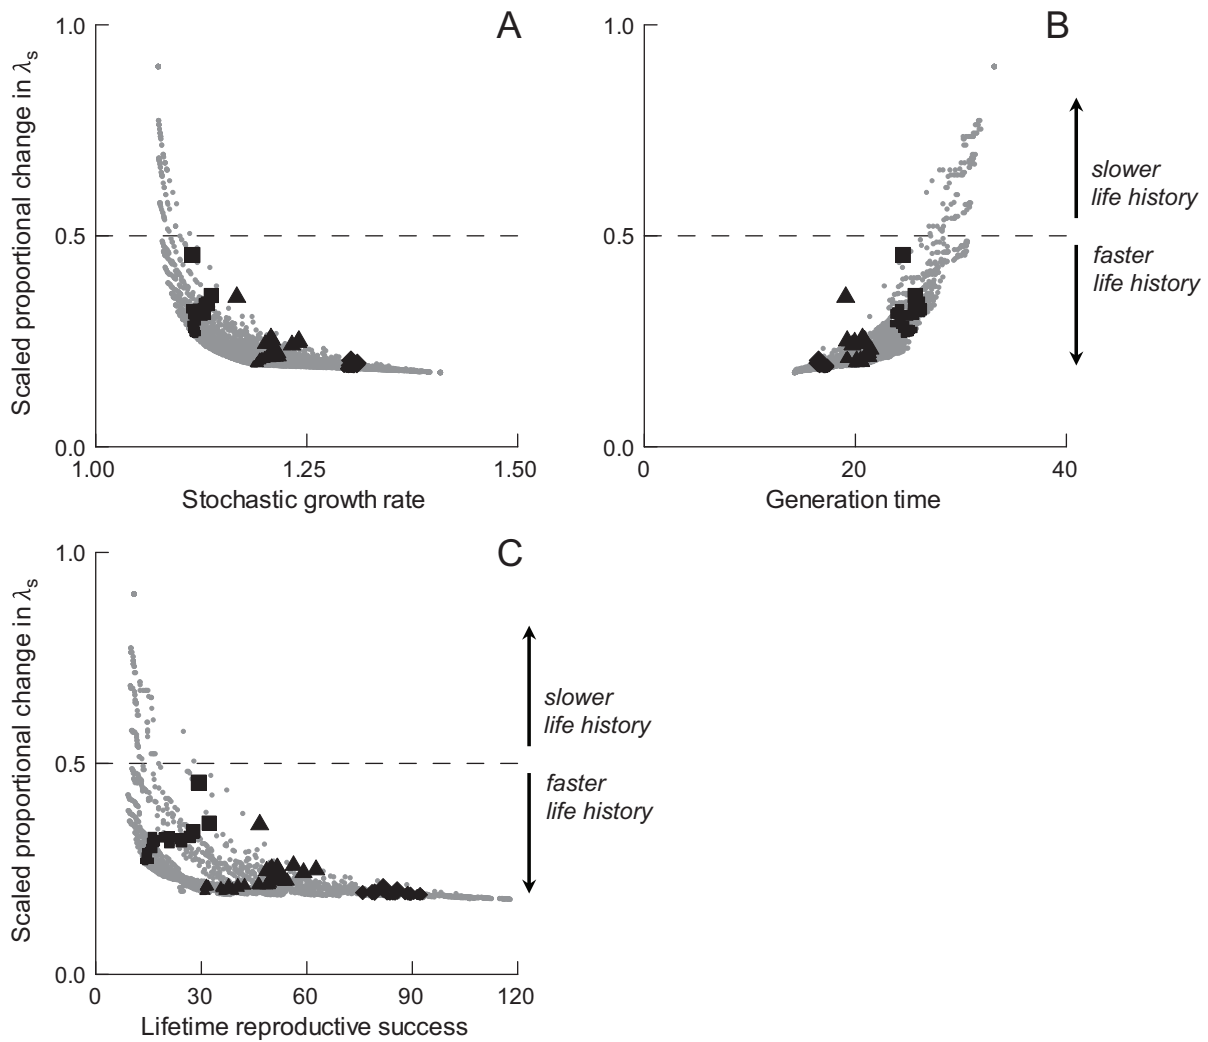 A
1.0
0.5
0.0
1.00
1.25
1.50
Scaled proportional change in λs
Stochastic growth rate
B
1.0
0.5
0.0
0
20
40
Generation time
slower
life history
faster
life history
C
1.0
0.5
0.0
0
30
60
90
120
Scaled proportional change in λs
Lifetime reproductive success
slower
life history
faster
life history